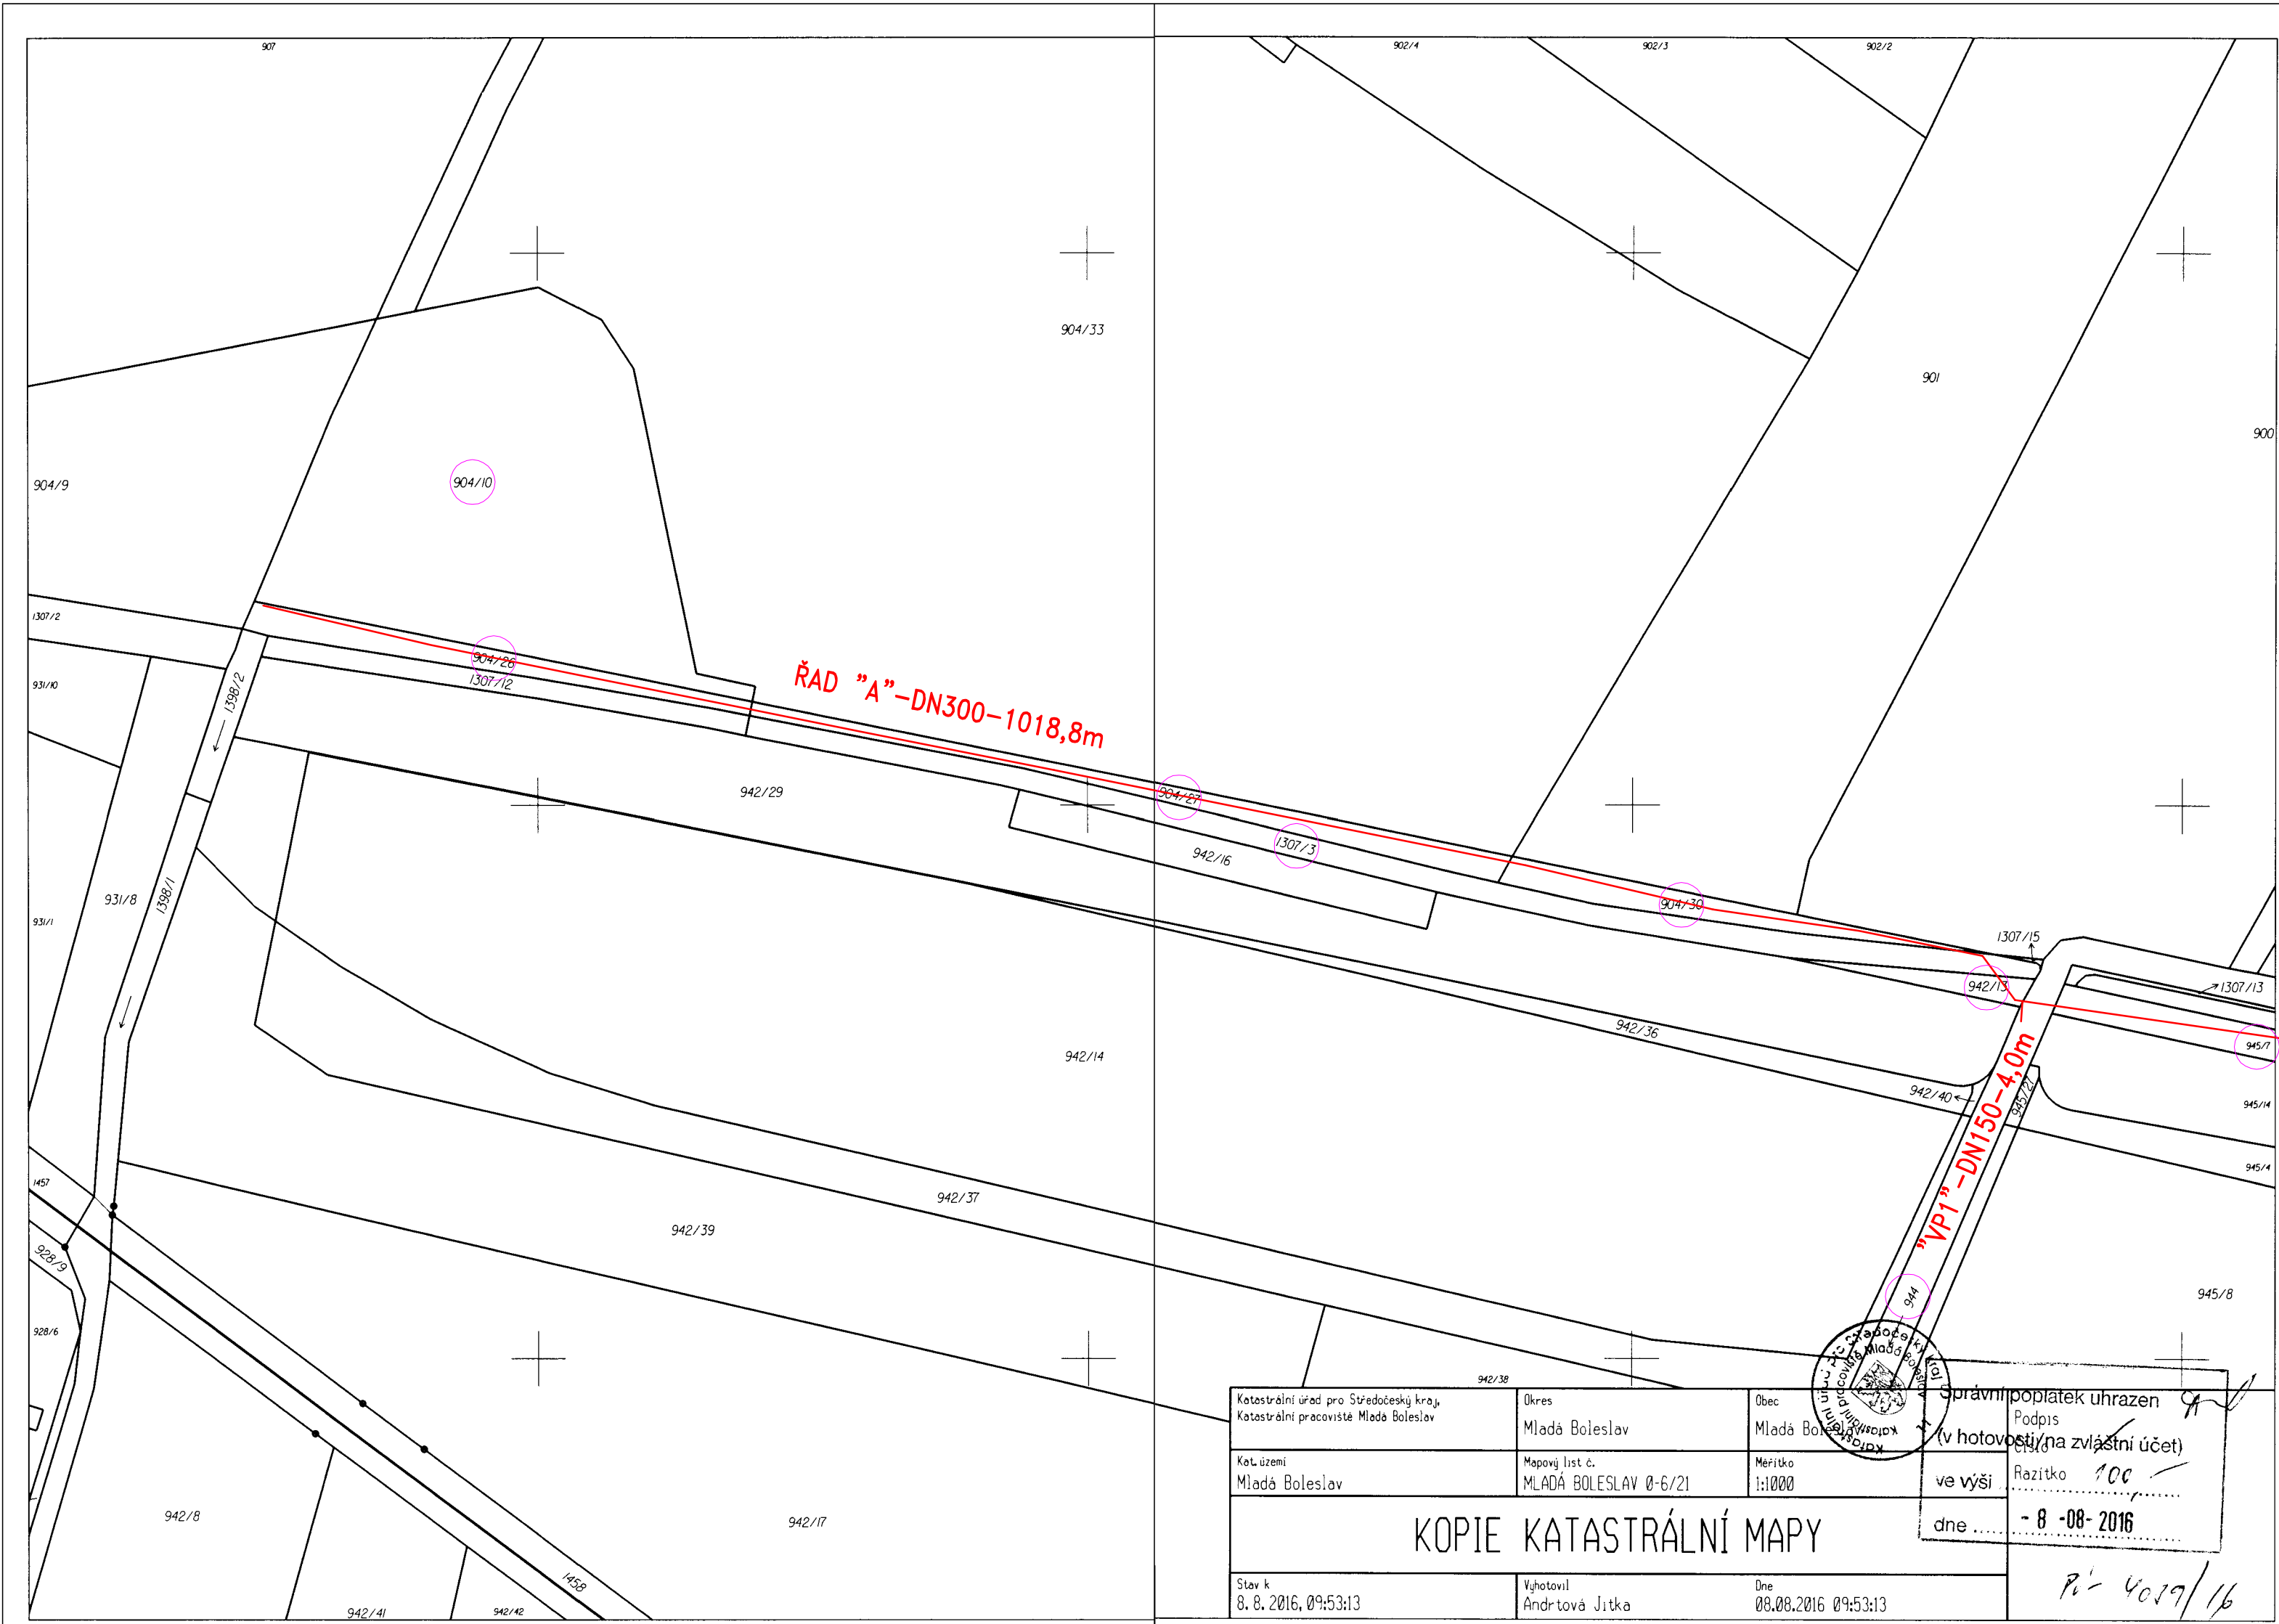 907
902/4
902/3
902/2
904/33
901
900
904/9
904/10
1307/2
904/26
1307/12
931/10
1398/2
ŘAD "A"-DN300-1018,8m
942/29
904/27
1307/3
942/16
931/8
1398/1
931/1
904/30
1307/15
942/13
1307/13
942/36
945/7
942/14
942/40
945/27
945/14
"VP1"-DN150-4,0m
945/4
1457
942/37
942/39
928/9
944
945/8
928/6
942/38
942/8
942/17
1458
942/41
942/42
Katastrální úřad pro Středočeský kraj,
Katastrální pracoviště Mladá Boleslav
Okres
Mladá Boleslav
Obec
Mladá Boleslav
Kat. území
Mladá Boleslav
Mapový list č.
MLADÁ BOLESLAV 0-6/21
Měřítko
1:1000
KOPIE KATASTRÁLNÍ MAPY
Stav k
8. 8. 2016, 09:53:13
Vyhotovil
Andrtová Jitka
Dne
08.08.2016 09:53:13
Podpis
Číslo
Razítko
Správní poplatek uhrazen
(v hotovosti/na zvláštní účet)
ve výši 100
dne - 8 -08- 2016
4039/16